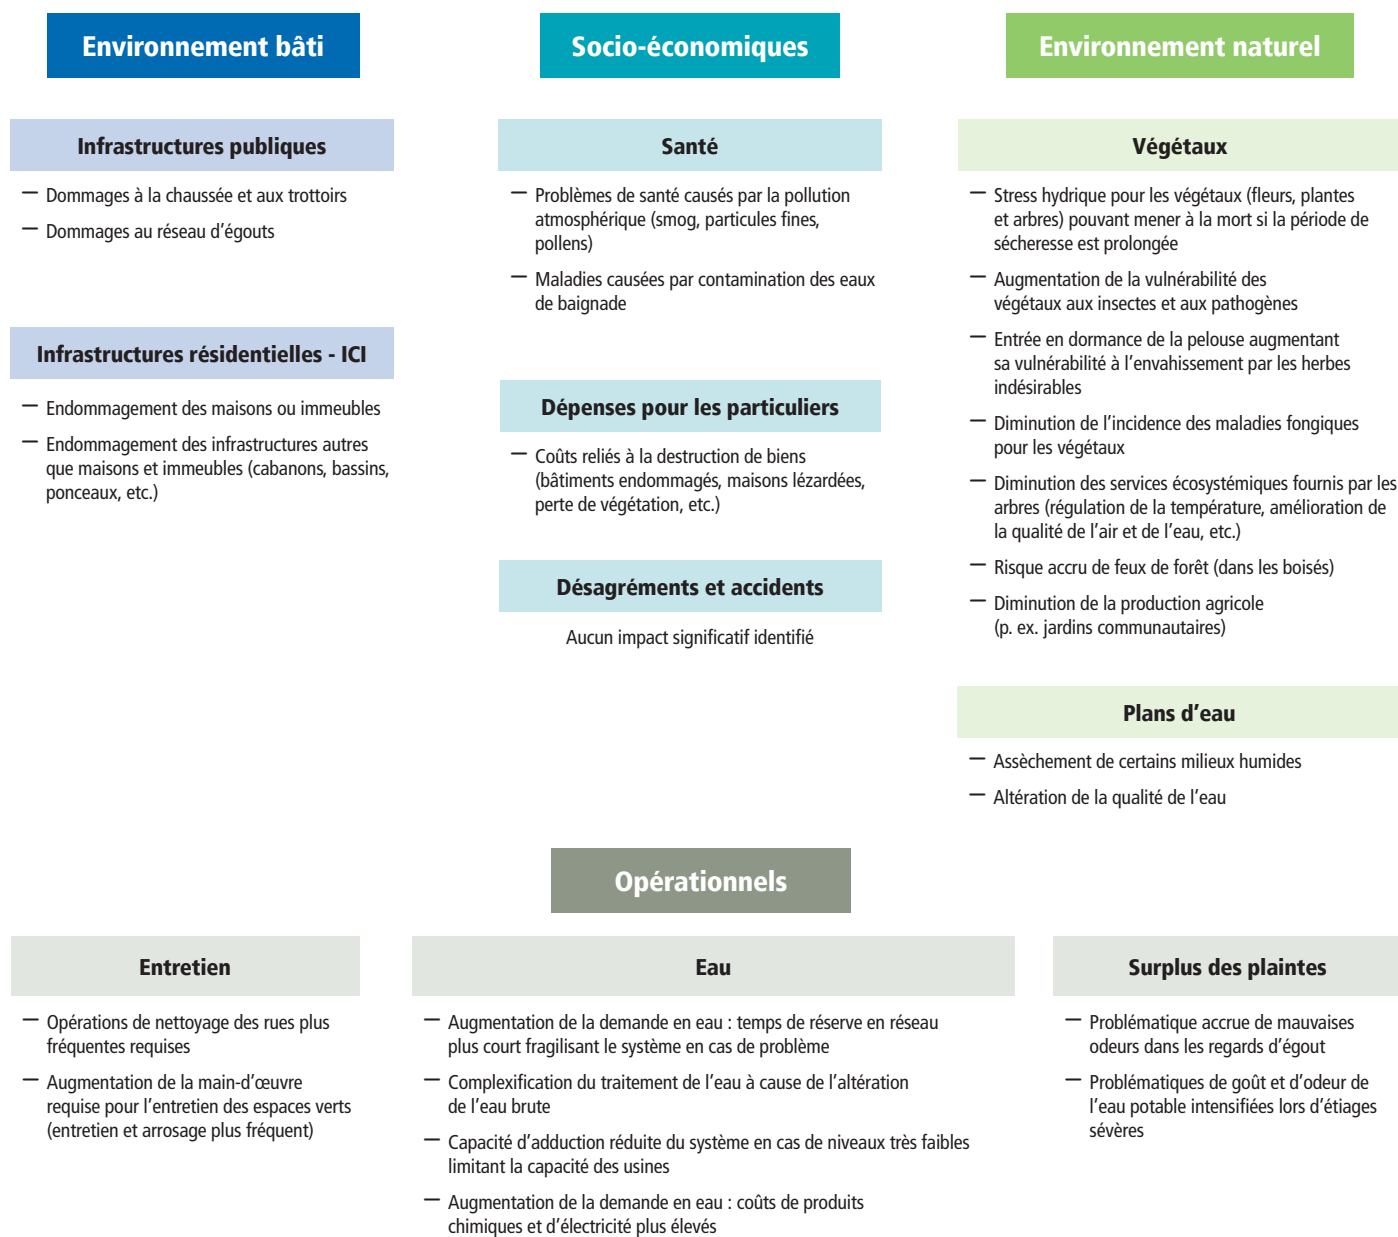 Environnement bâti
Infrastructures publiques
— Dommages à la chaussée et aux trottoirs
— Dommages au réseau d’égouts
Infrastructures résidentielles - ICI
— Endommagement des maisons ou immeubles
— Endommagement des infrastructures autres
que maisons et immeubles (cabanons, bassins,
ponceaux, etc.)
Socio-économiques
Santé
— Problèmes de santé causés par la pollution
atmosphérique (smog, particules fines,
pollens)
— Maladies causées par contamination des eaux
de baignade
Dépenses pour les particuliers
— Coûts reliés à la destruction de biens
(bâtiments endommagés, maisons lézardées,
perte de végétation, etc.)
Désagréments et accidents
Aucun impact significatif identifié
Environnement naturel
Végétaux
— Stress hydrique pour les végétaux (fleurs, plantes
et arbres) pouvant mener à la mort si la période de
sécheresse est prolongée
— Augmentation de la vulnérabilité des
végétaux aux insectes et aux pathogènes
— Entrée en dormance de la pelouse augmentant
sa vulnérabilité à l’envahissement par les herbes
indésirables
— Diminution de l’incidence des maladies fongiques
pour les végétaux
— Diminution des services écosystémiques fournis par les
arbres (régulation de la température, amélioration de
la qualité de l’air et de l’eau, etc.)
— Risque accru de feux de forêt (dans les boisés)
— Diminution de la production agricole
(p. ex. jardins communautaires)
Plans d’eau
— Assèchement de certains milieux humides
— Altération de la qualité de l’eau
Opérationnels
Entretien
— Opérations de nettoyage des rues plus
fréquentes requises
— Augmentation de la main-d’œuvre
requise pour l’entretien des espaces verts
(entretien et arrosage plus fréquent)
Eau
— Augmentation de la demande en eau : temps de réserve en réseau
plus court fragilisant le système en cas de problème
— Complexification du traitement de l’eau à cause de l’altération
de l’eau brute
— Capacité d’adduction réduite du système en cas de niveaux très faibles
limitant la capacité des usines
— Augmentation de la demande en eau : coûts de produits
chimiques et d’électricité plus élevés
Surplus des plaintes
— Problématique accrue de mauvaises
odeurs dans les regards d’égout
— Problématiques de goût et d’odeur de
l’eau potable intensifiées lors d’étiages
sévères